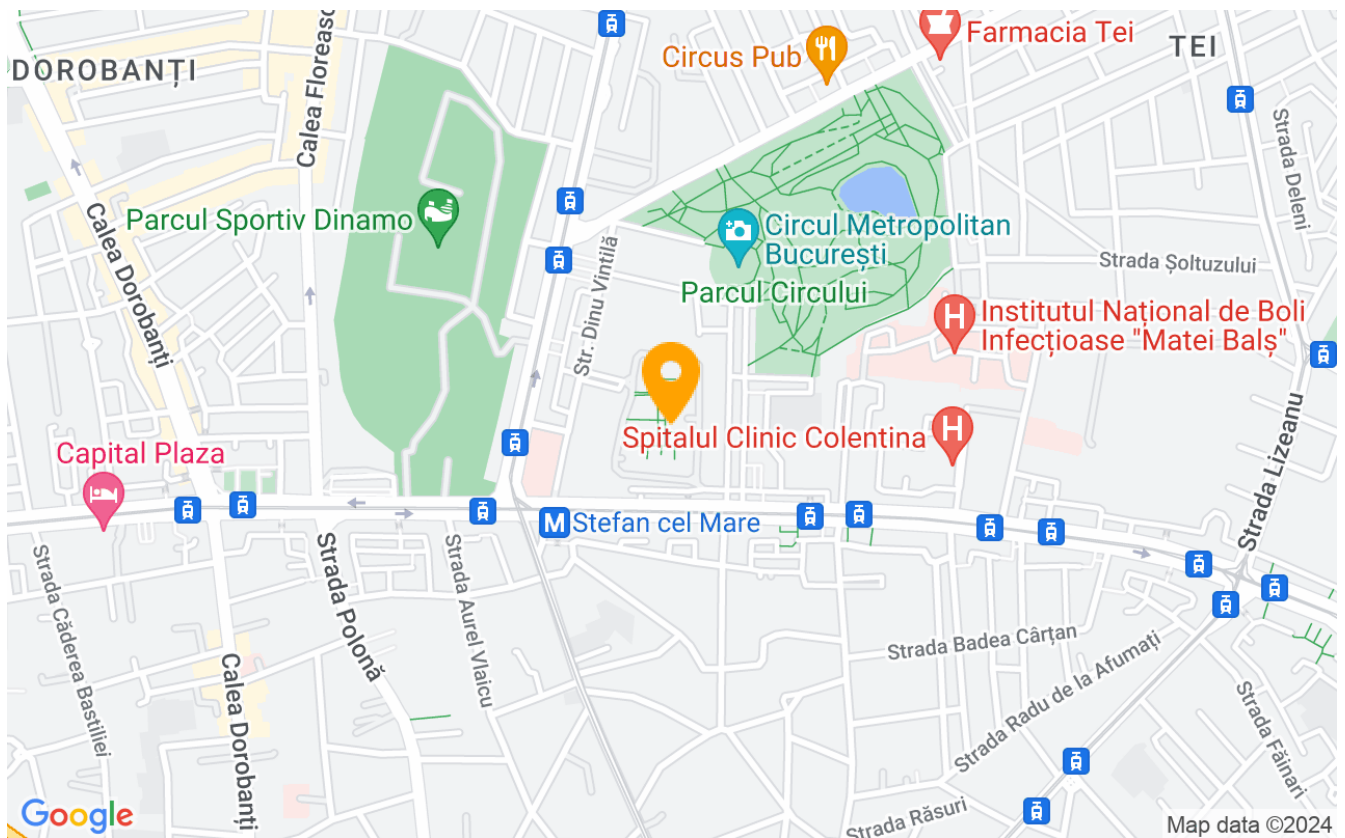 Farmacia Tei
TEI
Circus Pub
DOROBANȚI
Calea Floreasc
Strada Deleni
Parcul Sportiv Dinamo
Calea Dorobanți
Circul Metropolitan
București
Str. Dinu Vintilă
Strada Șoltuzului
Parcul Circului
Institutul Național de Boli
Infecțioase "Matei Balș"
H
Spitalul Clinic Colentina
H
Capital Plaza
Strada Lizeanu
M
Stefan cel Mare
Strada Căderea Bastiliei
Strada Polonă
Strada Aurel Vlaicu
Strada Badea Cârțan
Strada Radu de la Afumați
Calea Dorobanți
Strada Făinari
Strada Răsuri
Google
Map data ©2024